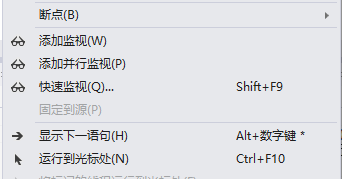 断点(B)
添加监视(W)
添加并行监视(P)
快速监视(Q)... Shift+F9
固定到源(P)
显示下一语句(H) Alt+数字键 *
运行到光标处(N) Ctrl+F10